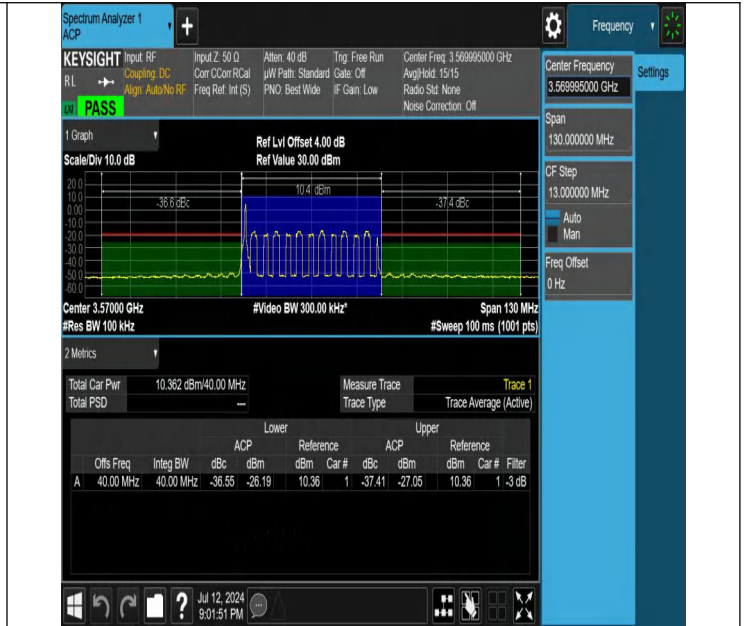 Spectrum Analyzer 1
ACP
+
Frequency
KEYSIGHT
RL
PASS
Input: RF
Coupling: DC
Align: Auto/No RF
Input Z: 50 Ω
Corr CCorr RCal
Freq Ref: Int (S)
Atten: 40 dB
µW Path: Standard
PNO: Best Wide
Trig: Free Run
Gate: Off
IF Gain: Low
Center Freq: 3.569995000 GHz
Avg|Hold: 15/15
Radio Std: None
Noise Correction: Off
Center Frequency
3.569995000 GHz
Settings
Span
130.000000 MHz
CF Step
13.000000 MHz
Auto
Man
Freq Offset
0 Hz
1 Graph
Scale/Div 10.0 dB
Ref Lvl Offset 4.00 dB
Ref Value 30.00 dBm
20.0
10.0
0.00
-10.0
-20.0
-30.0
-40.0
-50.0
-60.0
-36.6 dBc
10.4 dBm
-37.4 dBc
Center 3.57000 GHz
#Video BW 300.00 kHz*
Span 130 MHz
#Res BW 100 kHz
#Sweep 100 ms (1001 pts)
2 Metrics
Total Car Pwr 10.362 dBm/40.00 MHz
Total PSD ---
Measure Trace Trace 1
Trace Type Trace Average (Active)
Lower Upper
ACP Reference ACP Reference
Offs Freq Integ BW dBc dBm dBm Car # dBc dBm dBm Car # Filter
A 40.00 MHz 40.00 MHz -36.55 -26.19 10.36 1 -37.41 -27.05 10.36 1 -3 dB
?
Jul 12, 2024
9:01:51 PM